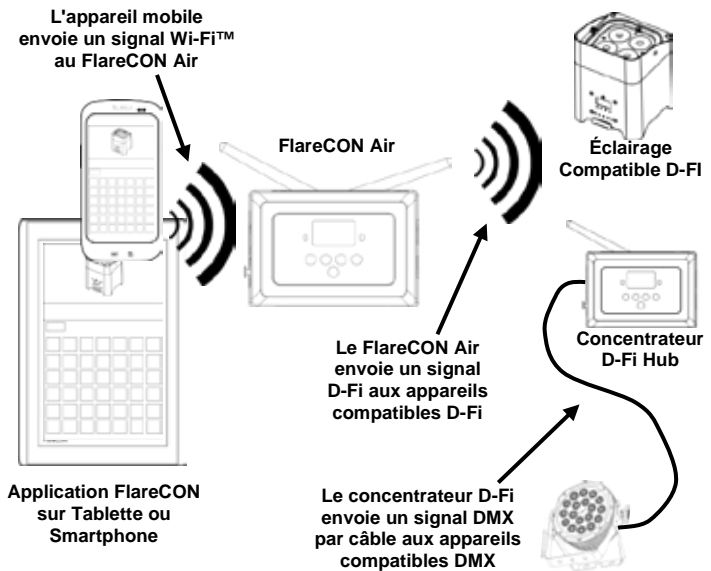 L'appareil mobile
envoie un signal Wi-Fi™
au FlareCON Air
FlareCON Air
Éclairage
Compatible D-FI
Concentrateur
D-Fi Hub
Le FlareCON Air
envoie un signal
D-Fi aux appareils
compatibles D-Fi
Application FlareCON
sur Tablette ou
Smartphone
Le concentrateur D-Fi
envoie un signal DMX
par câble aux appareils
compatibles DMX